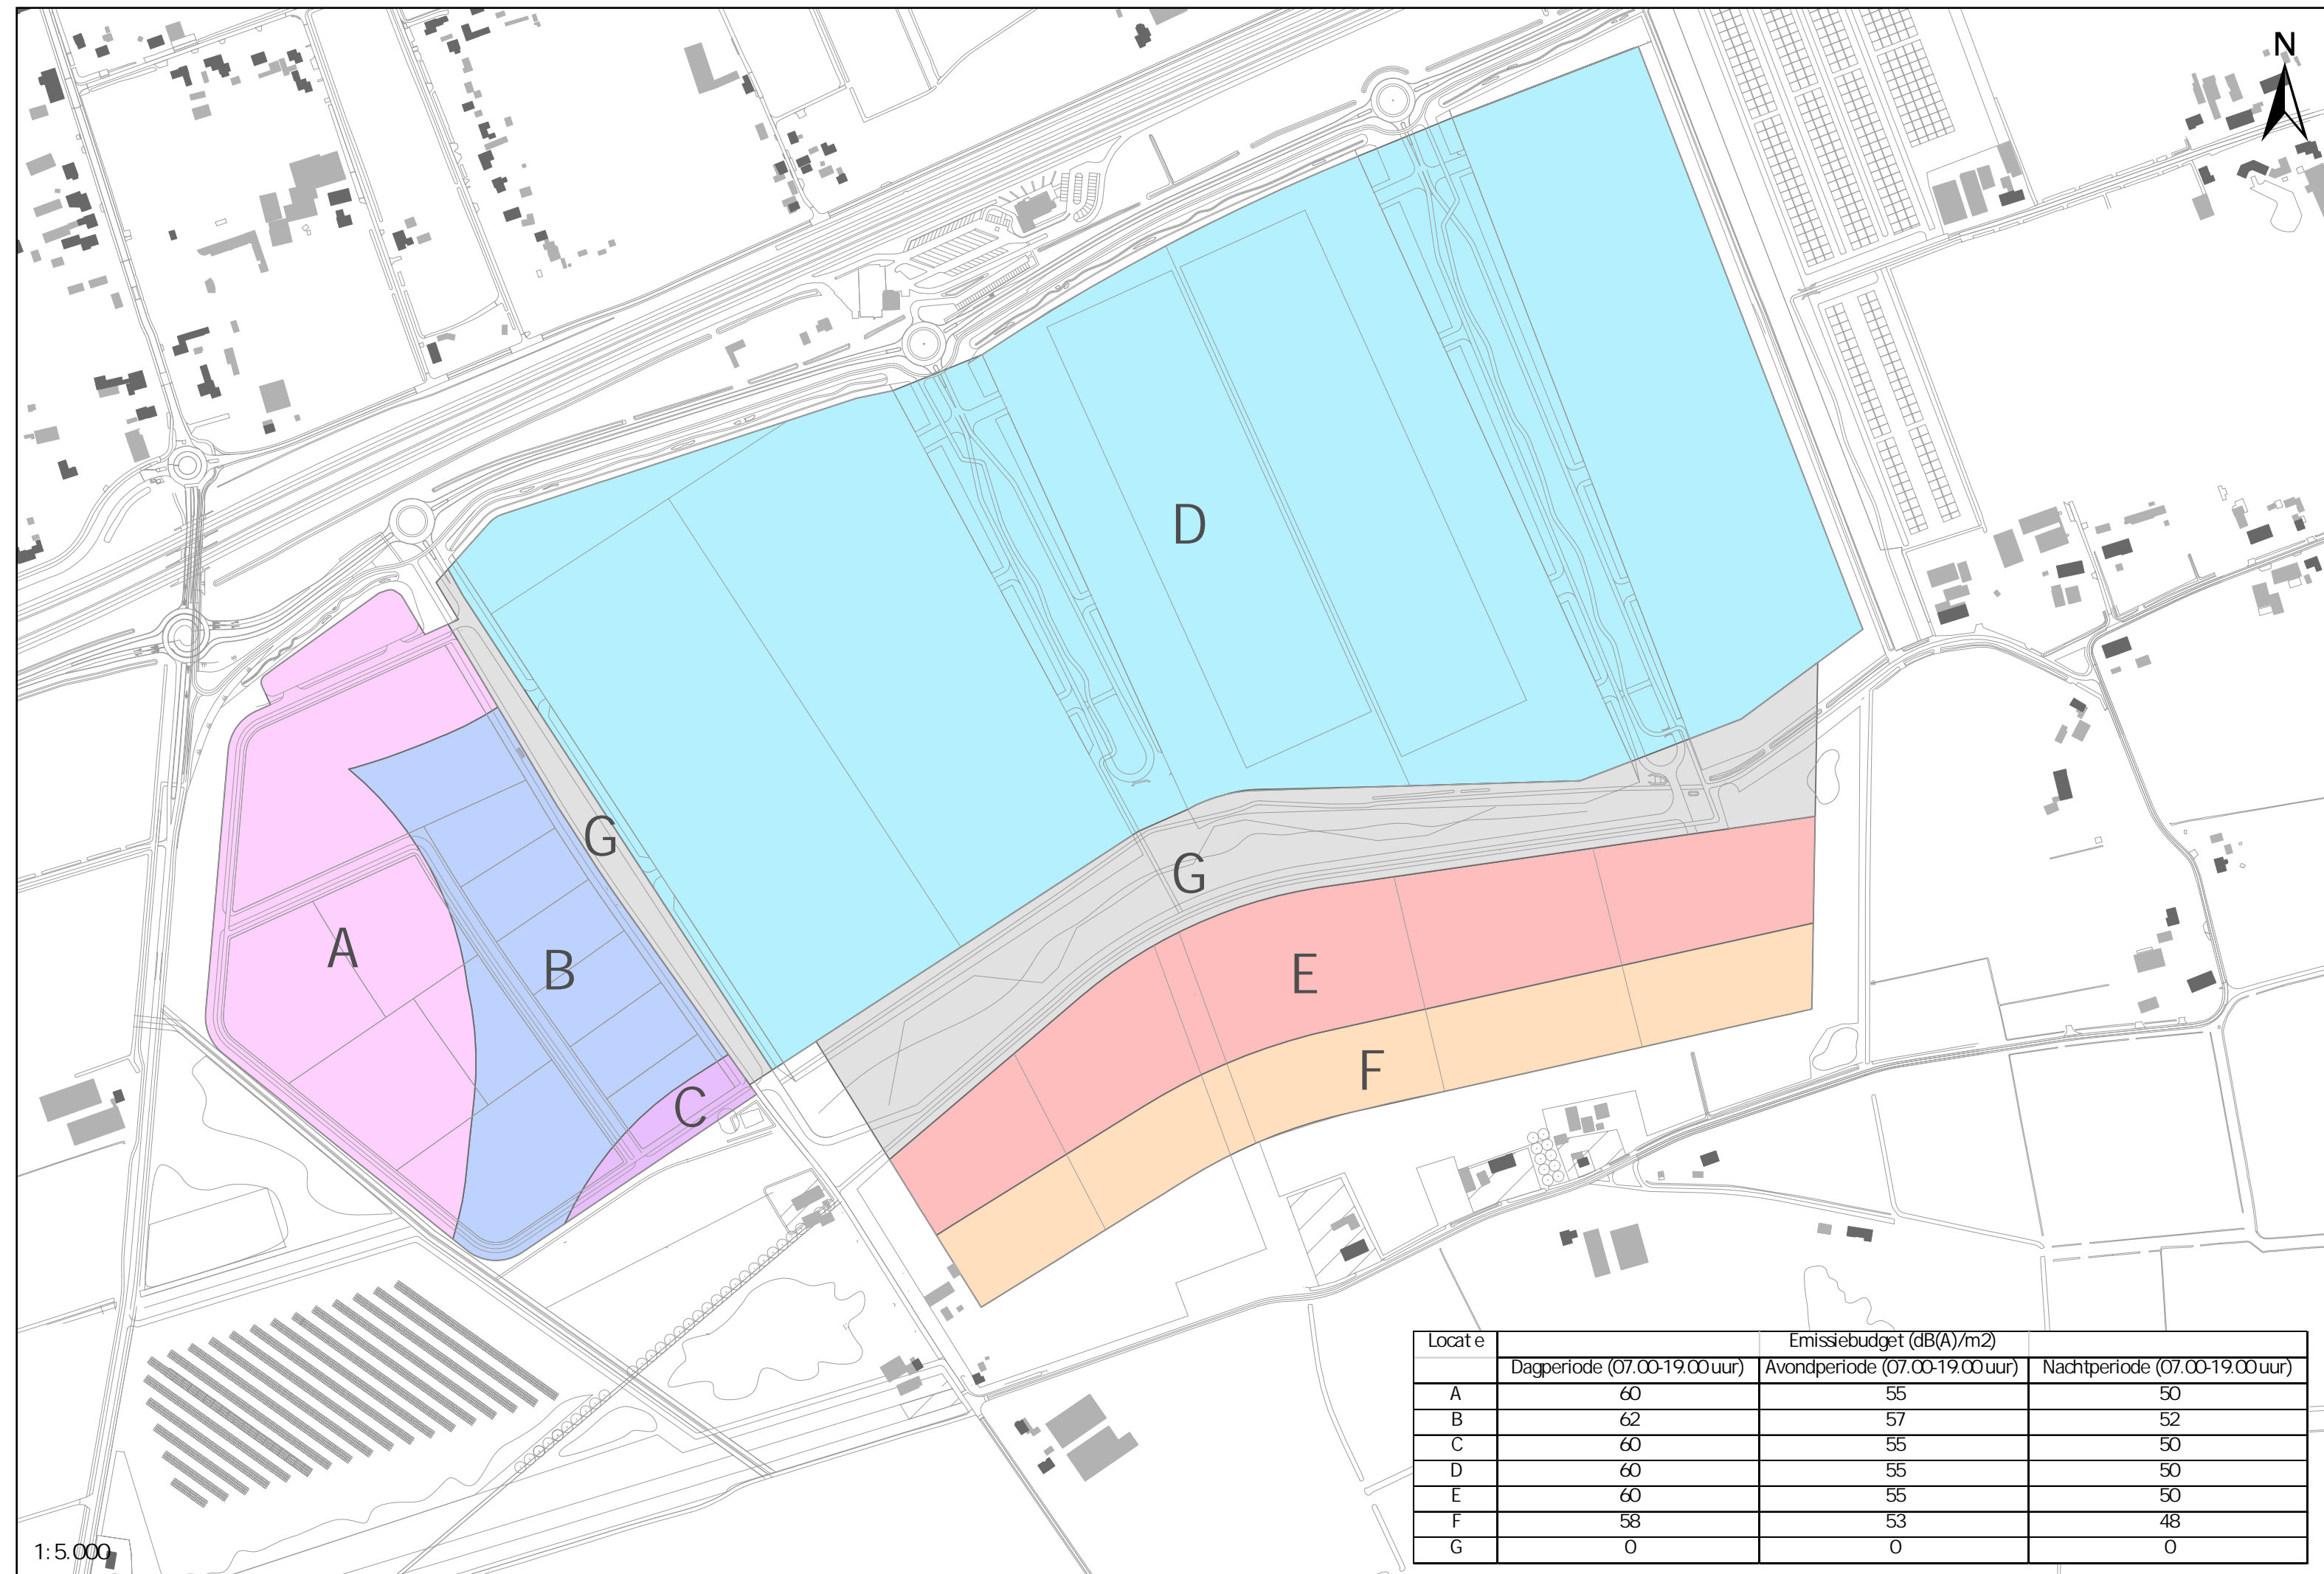 N
D
G
G
A
B
E
F
C
Locatie Emissiebudget (dB(A)/m2)
Dagperiode (07.00-19.00 uur) Avondperiode (07.00-19.00 uur) Nachtperiode (07.00-19.00 uur)
A 60 55 50
B 62 57 52
C 60 55 50
D 60 55 50
E 60 55 50
F 58 53 48
G 0 0 0
1:5.000